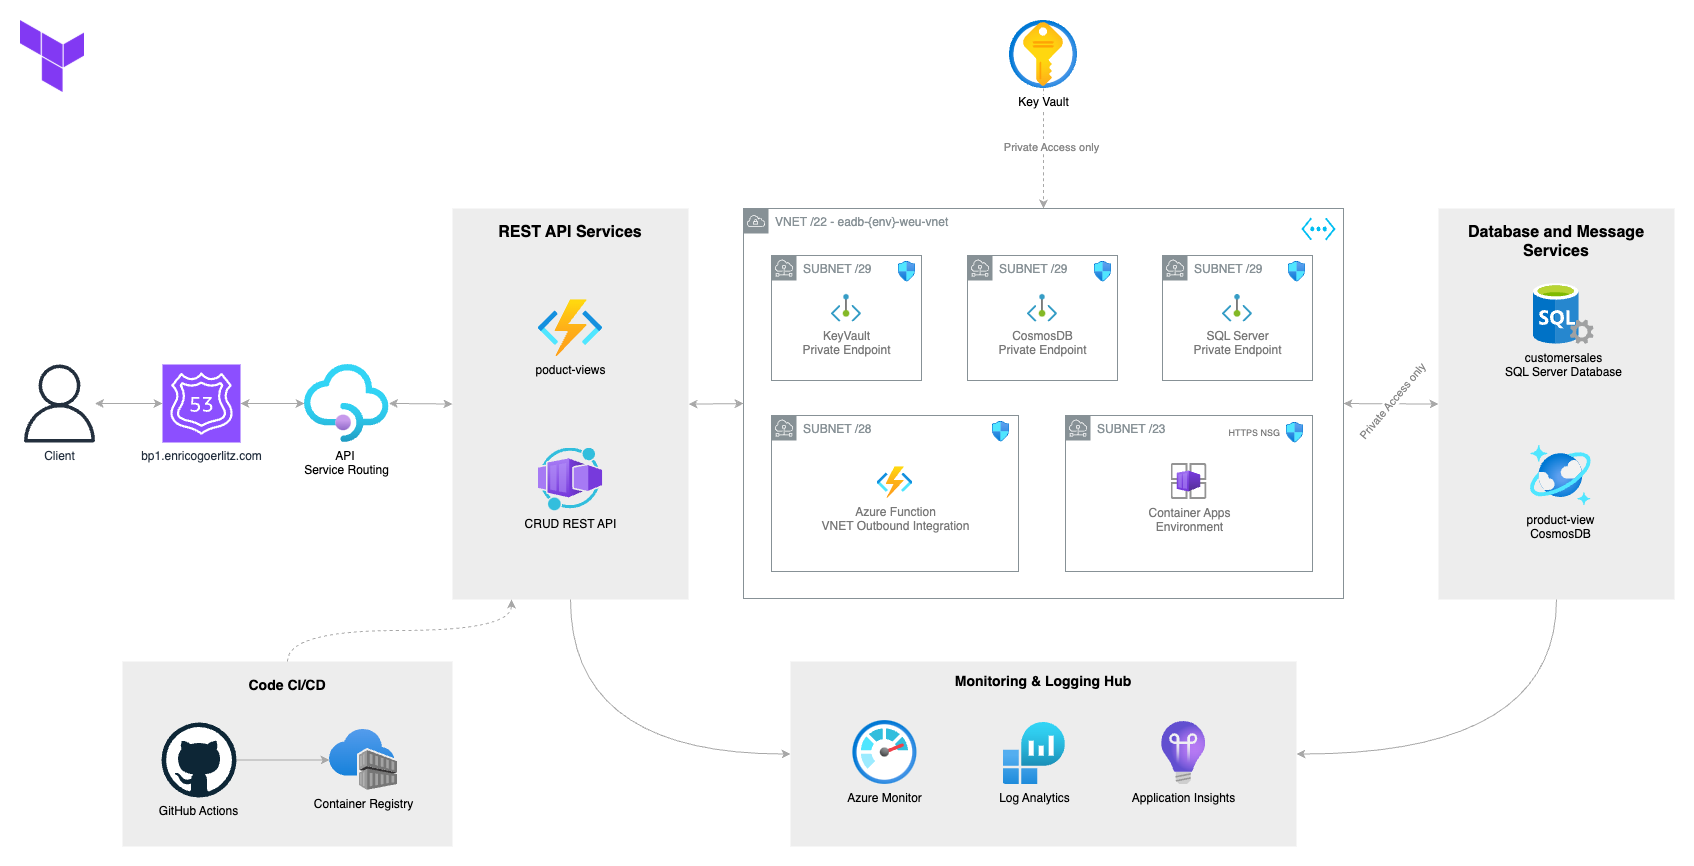 Key Vault
Private Access only
REST API Services
poduct-views
CRUD REST API
VNET /22 - eadb-{env}-weu-vnet
SUBNET /29
KeyVault
Private Endpoint
SUBNET /29
CosmosDB
Private Endpoint
SUBNET /29
SQL Server
Private Endpoint
SUBNET /28
Azure Function
VNET Outbound Integration
SUBNET /23
HTTPS NSG
Container Apps
Environment
Private Access only
Database and Message
Services
SQL
customersales
SQL Server Database
product-view
CosmosDB
Client
53
bp1.enricogoerlitz.com
API
Service Routing
Code CI/CD
GitHub Actions
Container Registry
Monitoring & Logging Hub
Azure Monitor
Log Analytics
Application Insights